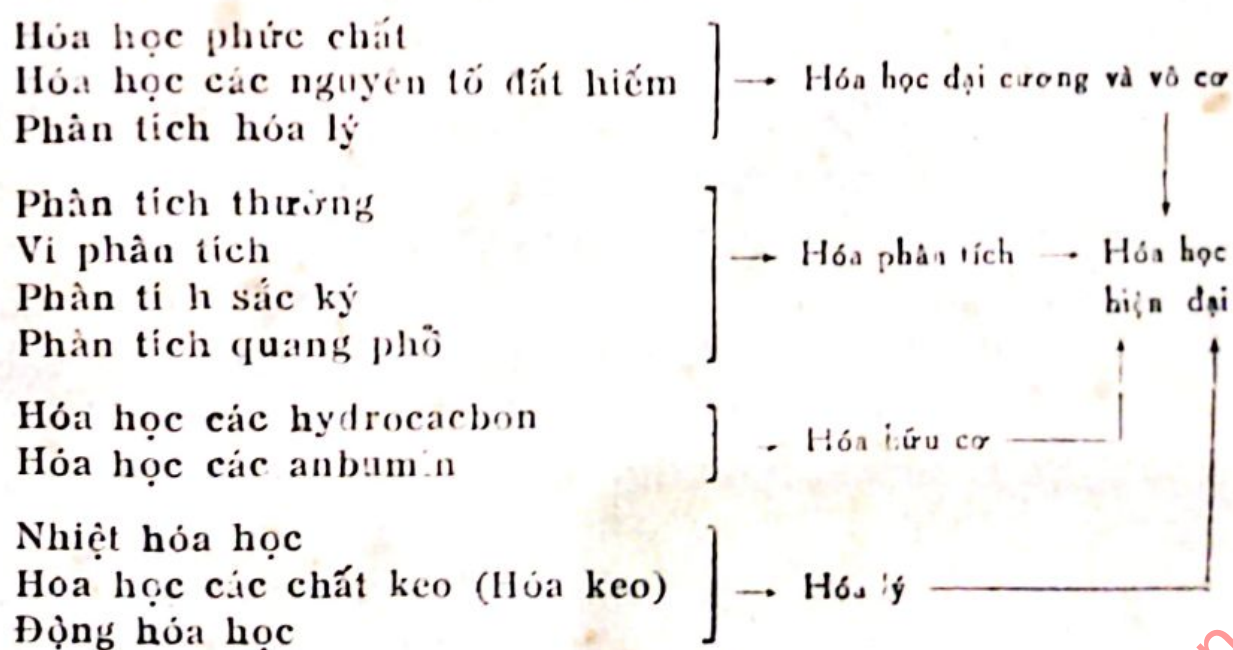 Hóa học phức chất
Hóa học các nguyên tố đất hiếm
Phân tích hóa lý
→ Hóa học đại cương và vô cơ
Phân tích thường
Vi phân tích
Phân tí h sắc ký
Phân tích quang phổ
→ Hóa phân tích → Hóa học
hiện đại
Hóa học các hydrocacbon
Hóa học các anbumin
Hóa hữu cơ
Nhiệt hóa học
Hoa học các chất keo (Hóa keo)
Động hóa học
→ Hóa lý